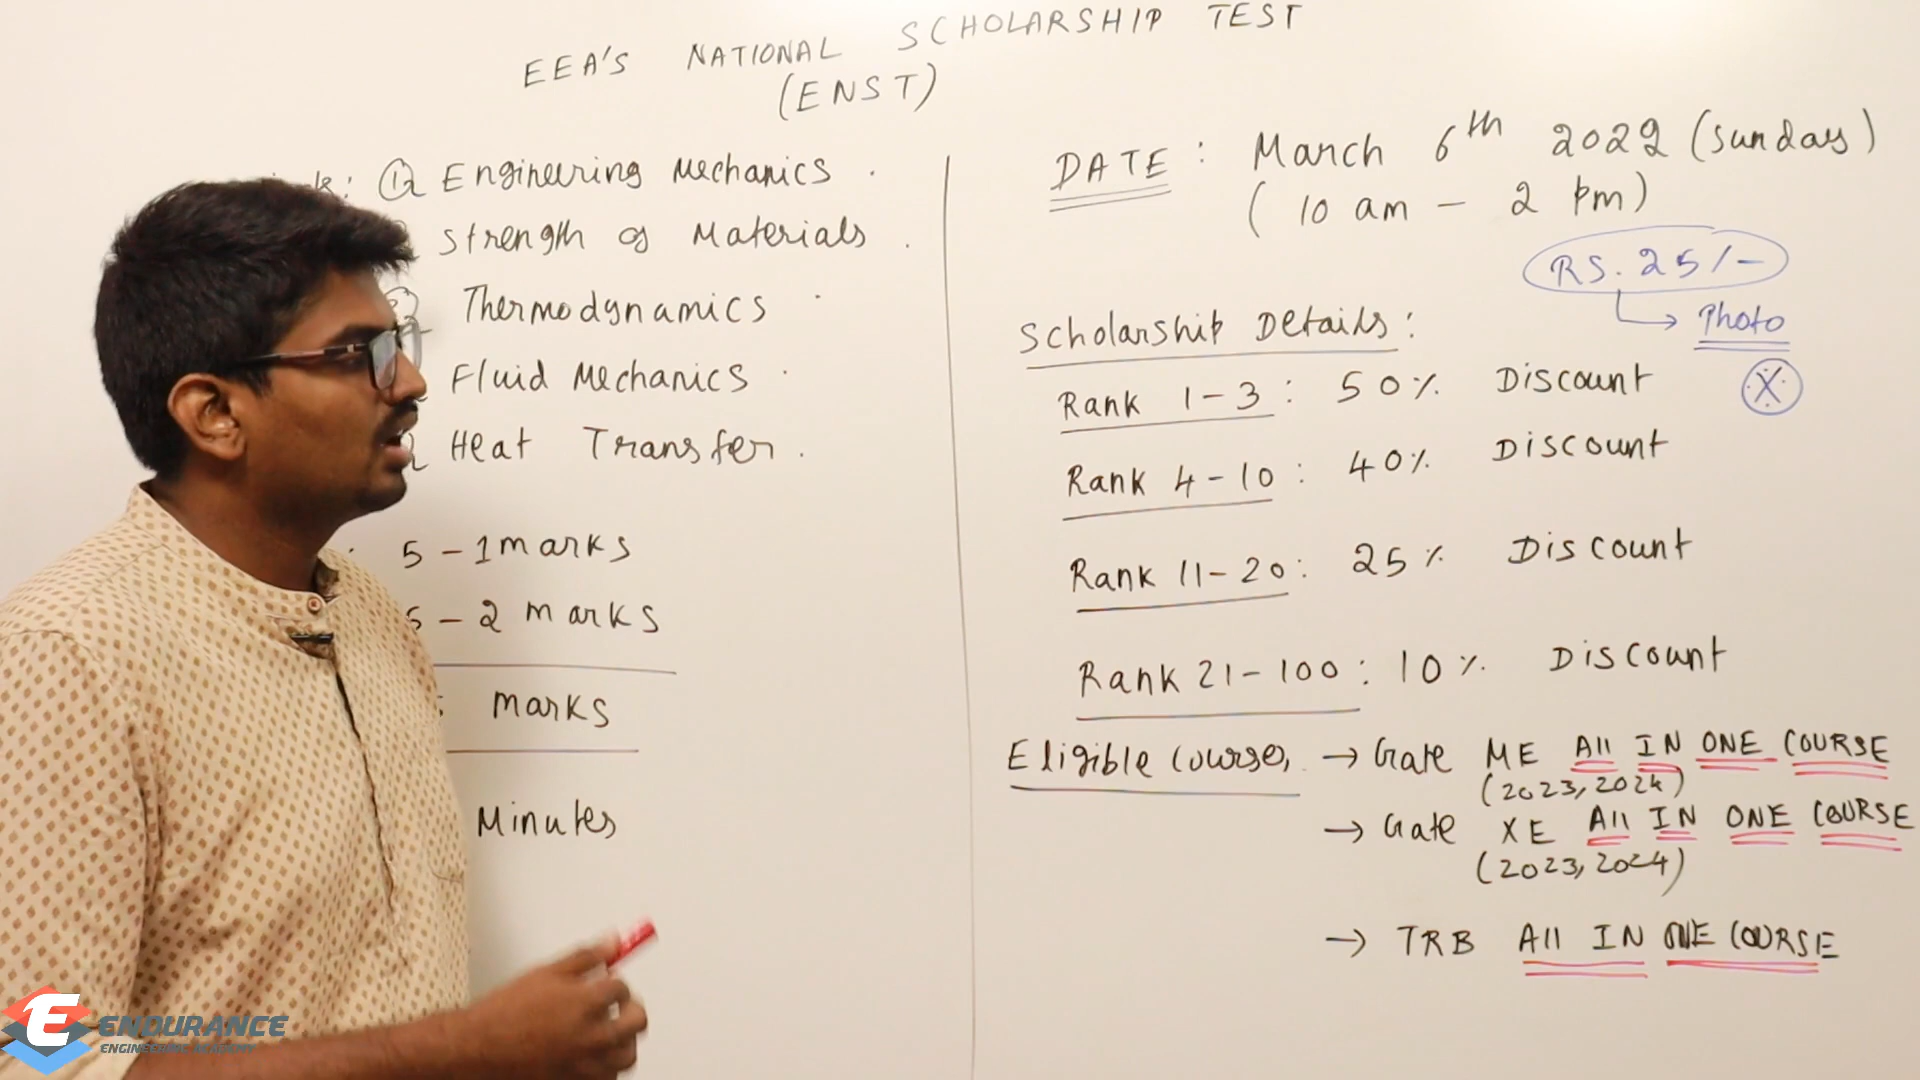 EEA'S NATIONAL SCHOLARSHIP TEST
(ENST)
① Engineering Mechanics.
Strength of Materials.
③ Thermodynamics.
Fluid Mechanics.
Heat Transfer.
5 - 1 marks
5 - 2 marks
marks
Minutes
DATE: March 6th 2022 (Sunday)
(10 am - 2 pm)
RS. 25/-
Photo
X
Scholarship Details:
Rank 1-3: 50% Discount
Rank 4-10: 40% Discount
Rank 11-20: 25% Discount
Rank 21-100: 10% Discount
Eligible Courses → Gate ME All IN ONE COURSE
(2023, 2024)
→ Gate XE All IN ONE COURSE
(2023, 2024)
→ TRB All IN ONE COURSE
E ENDURANCE
ENGINEERING ACADEMY